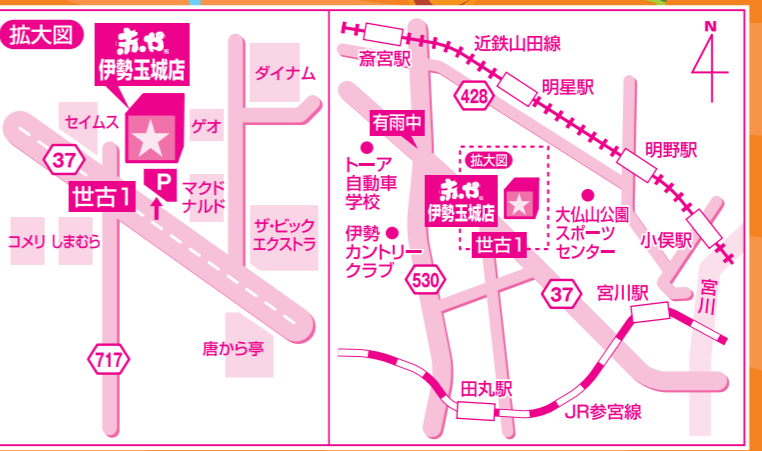 拡大図
赤から
伊勢玉城店
ダイナム
セイムス
ゲオ
37
P
世古1
マクド
ナルド
コメリ
しまむら
ザ・ビック
エクストラ
717
唐から亭
N
近鉄山田線
斎宮駅
明星駅
428
有雨中
明野駅
トーア
自動車
学校
拡大図
赤から
伊勢玉城店
大仏山公園
スポーツ
センター
小俣駅
伊勢
カントリー
クラブ
世古1
530
37
宮川駅
宮川
田丸駅
JR参宮線